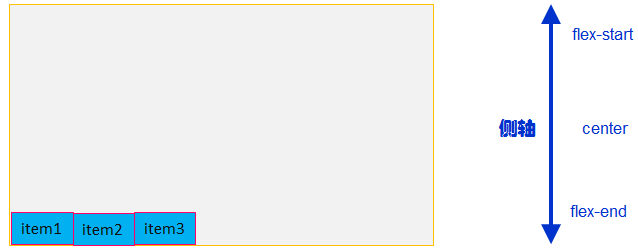 flex-start
侧轴
center
flex-end
item1
item2
item3